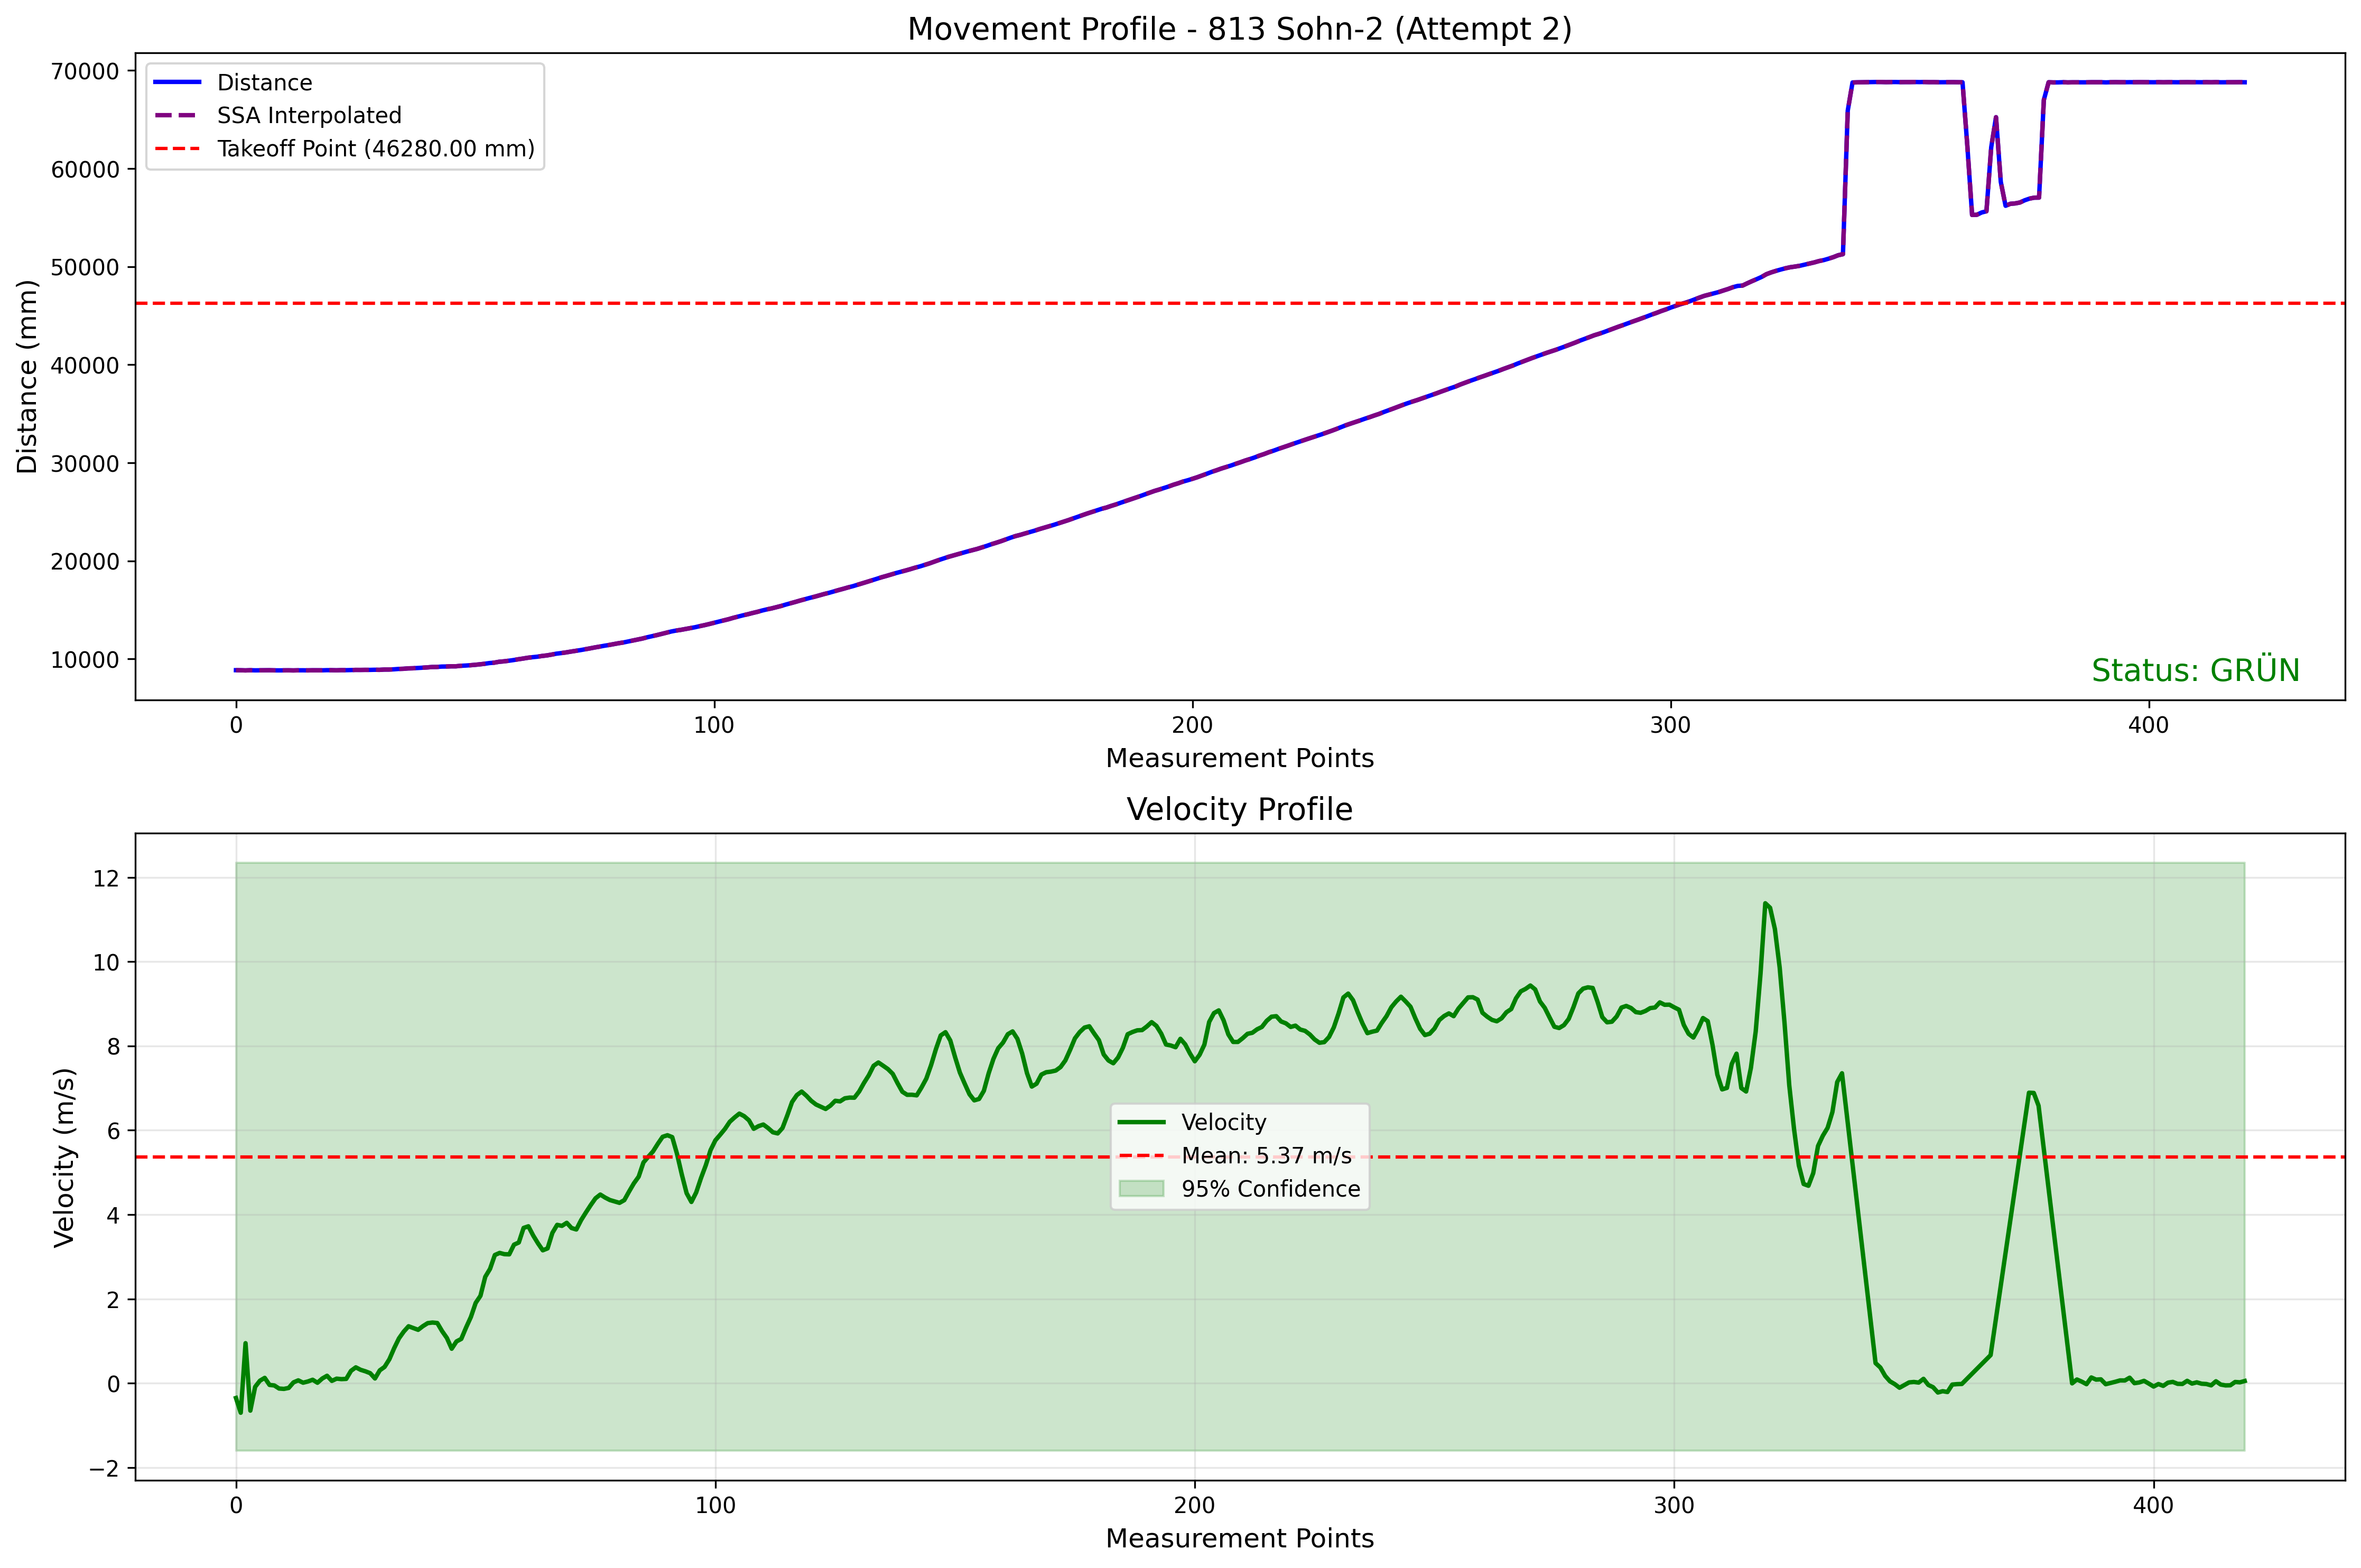 Movement Profile - 813 Sohn-2 (Attempt 2)
Distance (mm)
70000
60000
50000
40000
30000
20000
10000
Distance
SSA Interpolated
Takeoff Point (46280.00 mm)
Status: GRÜN
0 100 200 300 400
Measurement Points
Velocity Profile
Velocity (m/s)
12
10
8
6
4
2
0
−2
Velocity
Mean: 5.37 m/s
95% Confidence
0 100 200 300 400
Measurement Points